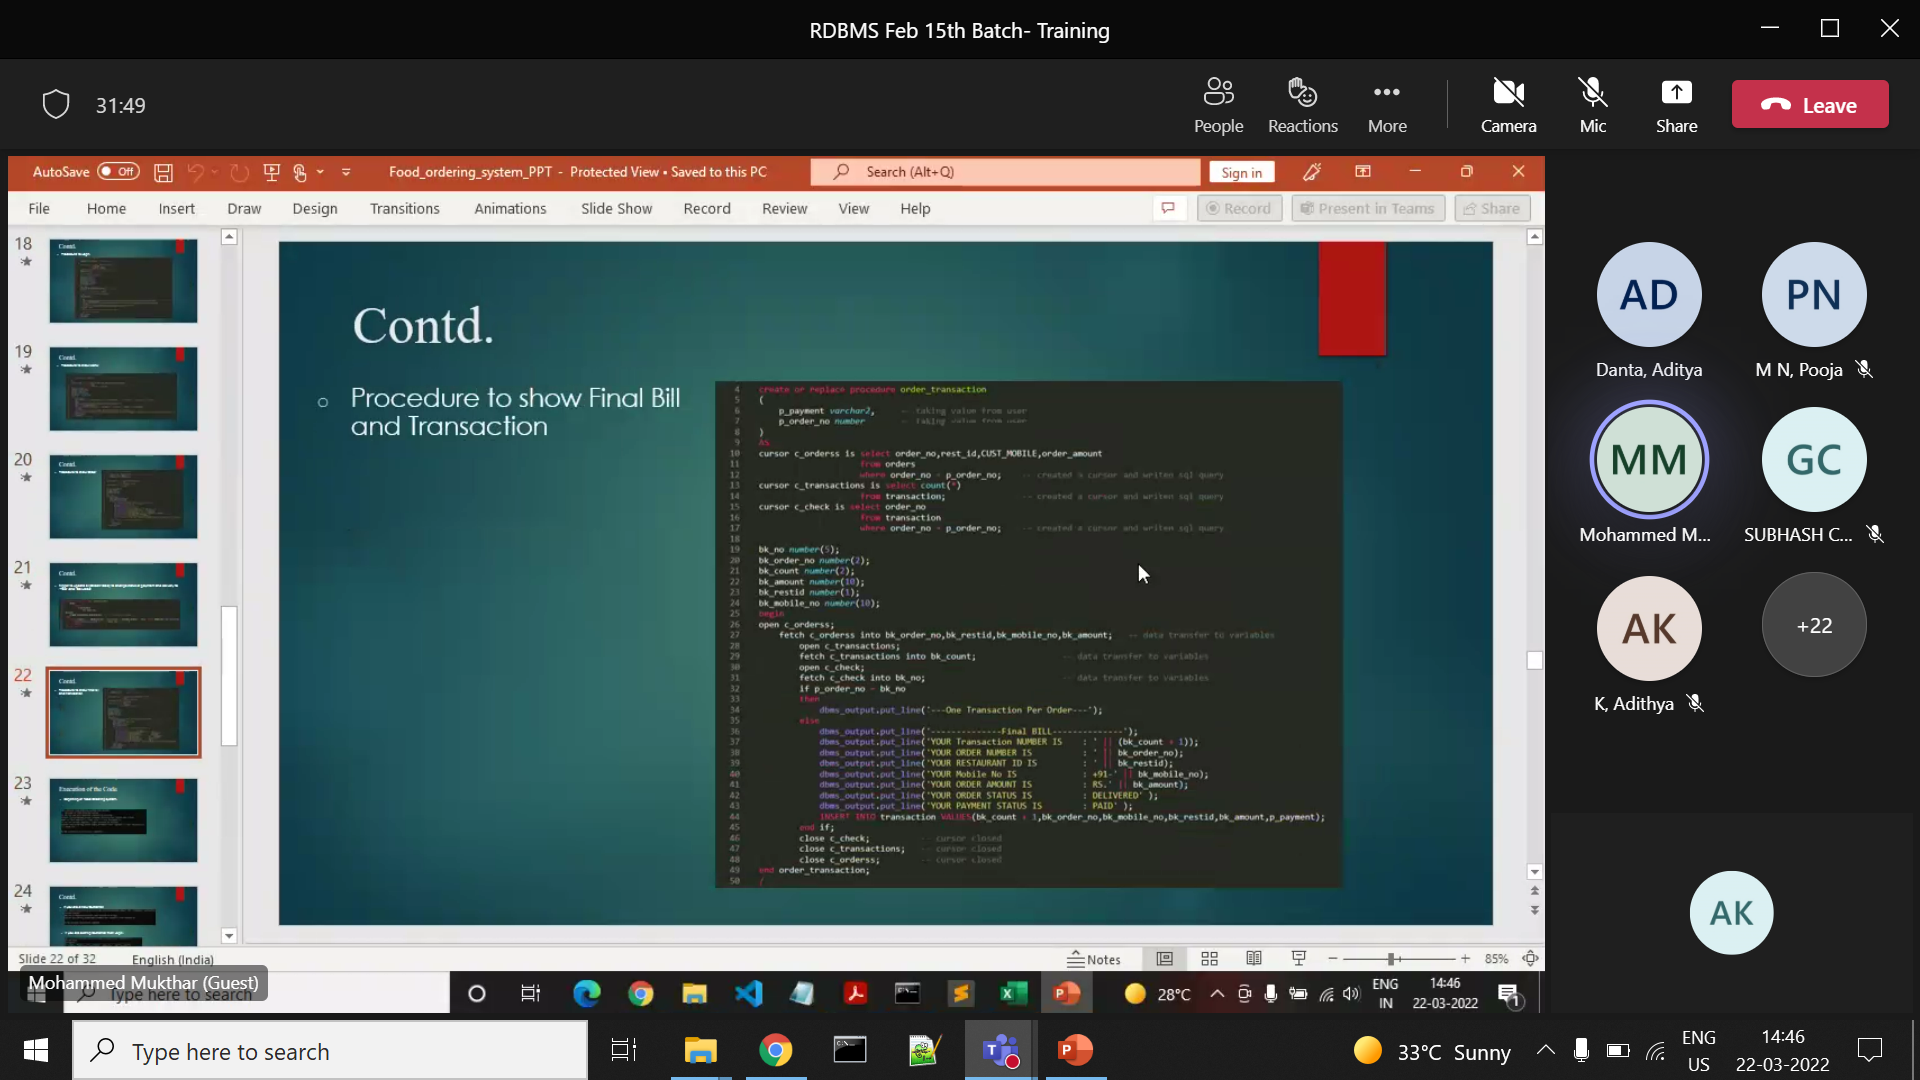 RDBMS Feb 15th Batch- Training
31:49
People
Reactions
More
Camera
Mic
Share
Leave
AutoSave Off
Food_ordering_system_PPT - Protected View • Saved to this PC
Search (Alt+Q)
Sign in
File Home Insert Draw Design Transitions Animations Slide Show Record Review View Help
Record
Present in Teams
Share
18
19
20
21
22
23
24
Contd.
Procedure to show Final Bill
and Transaction
4 create or replace procedure order_transaction
5 (
6 p_payment varchar2, -- taking value from user
7 p_order_no number -- taking value from user
8 )
9 AS
10 cursor c_orderss is select order_no,rest_id,CUST_MOBILE,order_amount
11 from orders
12 where order_no = p_order_no; -- created a cursor and writen sql query
13 cursor c_transactions is select count(*)
14 from transaction; -- created a cursor and writen sql query
15 cursor c_check is select order_no
16 from transaction
17 where order_no = p_order_no; -- created a cursor and writen sql query
18
19 bk_no number(5);
20 bk_order_no number(2);
21 bk_count number(2);
22 bk_amount number(10);
23 bk_restid number(1);
24 bk_mobile_no number(10);
25 begin
26 open c_orderss;
27 fetch c_orderss into bk_order_no,bk_restid,bk_mobile_no,bk_amount; -- data transfer to variables
28 open c_transactions;
29 fetch c_transactions into bk_count; -- data transfer to variables
30 open c_check;
31 fetch c_check into bk_no; -- data transfer to variables
32 if p_order_no = bk_no
33 then
34 dbms_output.put_line('---One Transaction Per Order---');
35 else
36 dbms_output.put_line('--------------Final BILL--------------');
37 dbms_output.put_line('YOUR Transaction NUMBER IS : ' || (bk_count + 1));
38 dbms_output.put_line('YOUR ORDER NUMBER IS : ' || bk_order_no);
39 dbms_output.put_line('YOUR RESTAURANT ID IS : ' || bk_restid);
40 dbms_output.put_line('YOUR Mobile No IS : +91-' || bk_mobile_no);
41 dbms_output.put_line('YOUR ORDER AMOUNT IS : RS.' || bk_amount);
42 dbms_output.put_line('YOUR ORDER STATUS IS : DELIVERED' );
43 dbms_output.put_line('YOUR PAYMENT STATUS IS : PAID' );
44 INSERT INTO transaction VALUES(bk_count + 1,bk_order_no,bk_mobile_no,bk_restid,bk_amount,p_payment);
45 end if;
46 close c_check; -- cursor closed
47 close c_transactions; -- cursor closed
48 close c_orderss; -- cursor closed
49 end order_transaction;
50 /
AD
Danta, Aditya
PN
M N, Pooja
MM
Mohammed M...
GC
SUBHASH C...
AK
K, Adithya
+22
AK
Slide 22 of 32
English (India)
Notes
85%
Mohammed Mukthar (Guest)
Type here to search
28°C
ENG
IN
14:46
22-03-2022
1
Type here to search
33°C Sunny
ENG
US
14:46
22-03-2022